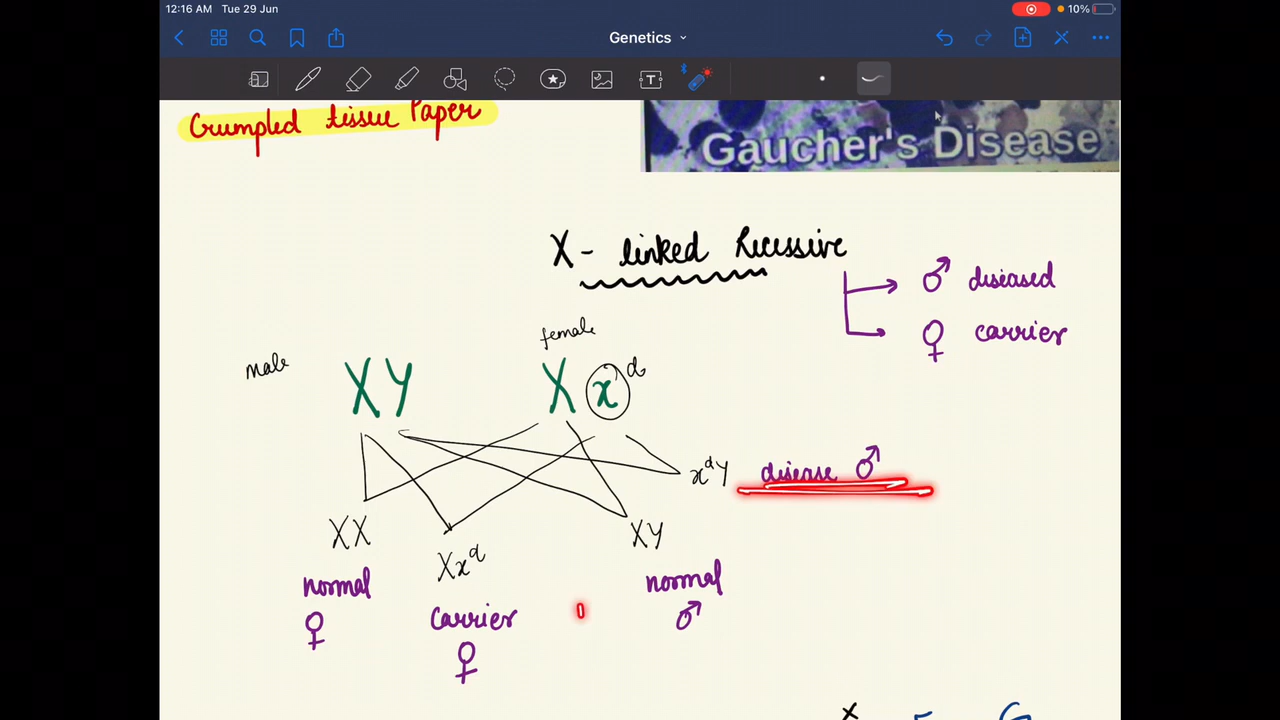 12:16 AM Tue 29 Jun
10%
Genetics
Crumpled tissue Paper
Gaucher's Disease
X - linked Recessive
♂ diseased
♀ carrier
female
male
XY
X x d
x^d Y disease ♂
XX
Xx^d
XY
normal
♀
Carrier
♀
normal
♂